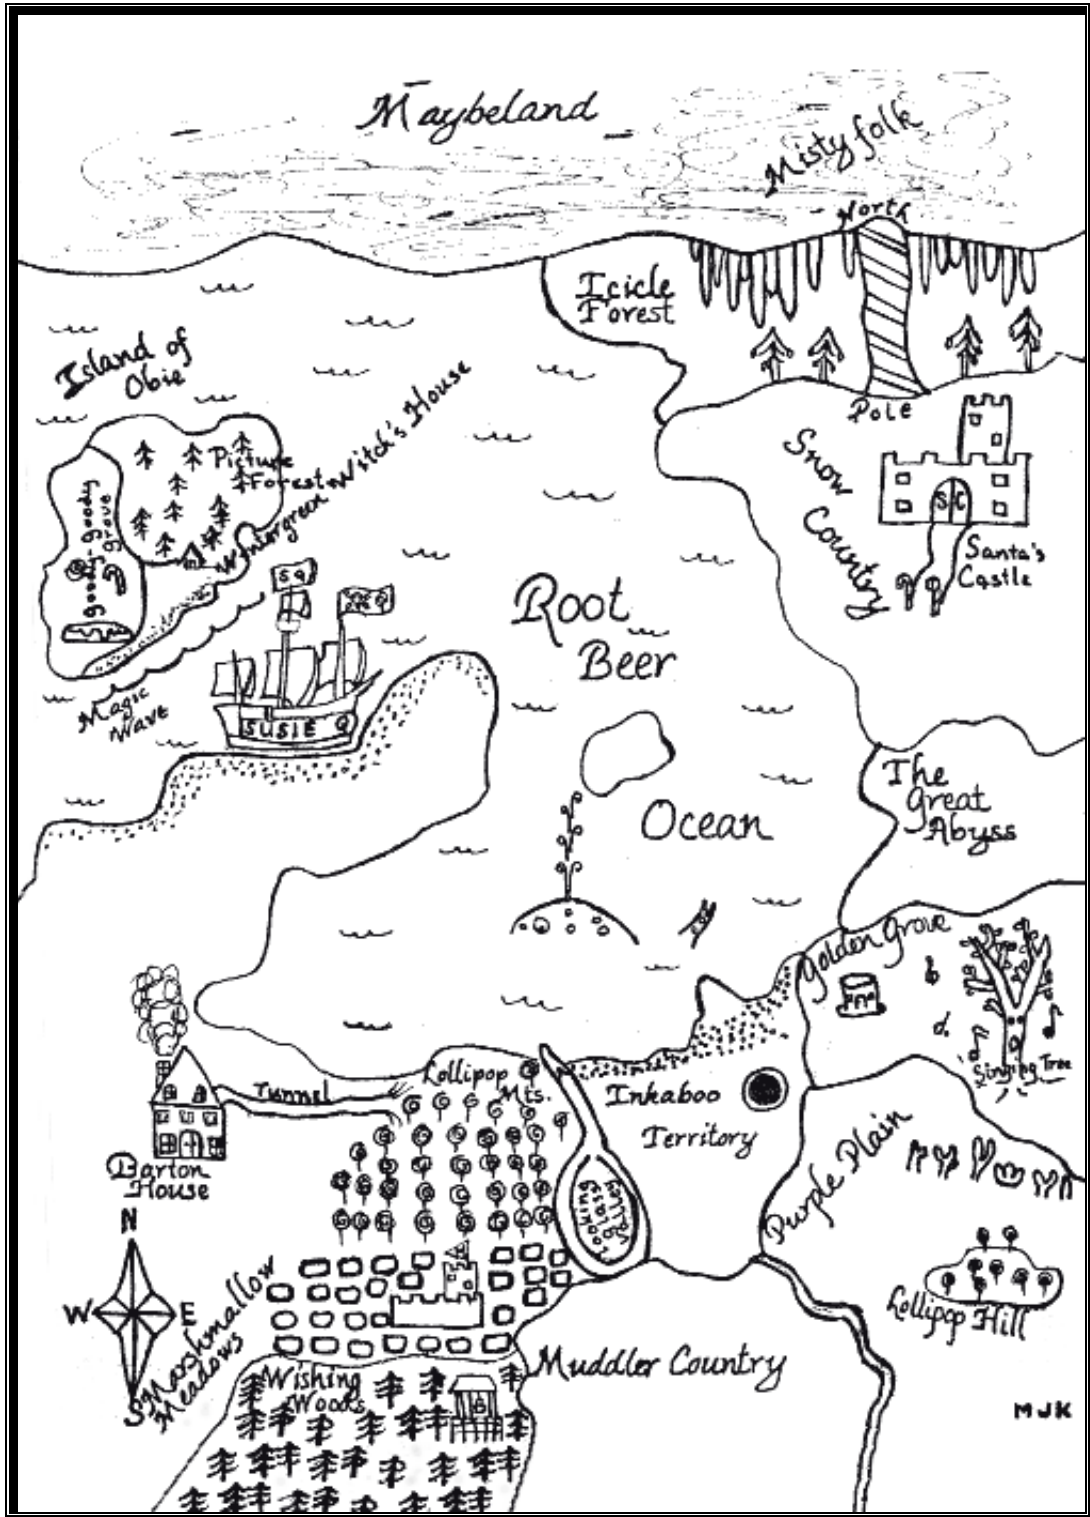 Maybeland
Misty folk
North
Icicle
Forest
Pole
Island of
Obie
Picture
Forest
Wintergreen Witch's House
goody-goody
grove
Magic
Wave
S Q
SUSIE Q
Snow
Country
S C
Santa's
Castle
Root
Beer
Ocean
The
Great
Abyss
Golden Grove
Singing Tree
Tunnel
Lollipop
Mts.
Inkaboo
Territory
Barton
House
Looking
Glass
Valley
Purple Plain
Lollipop Hill
N
W
E
S
Marshmallow
Meadows
Wishing
Woods
Muddler Country
MJK